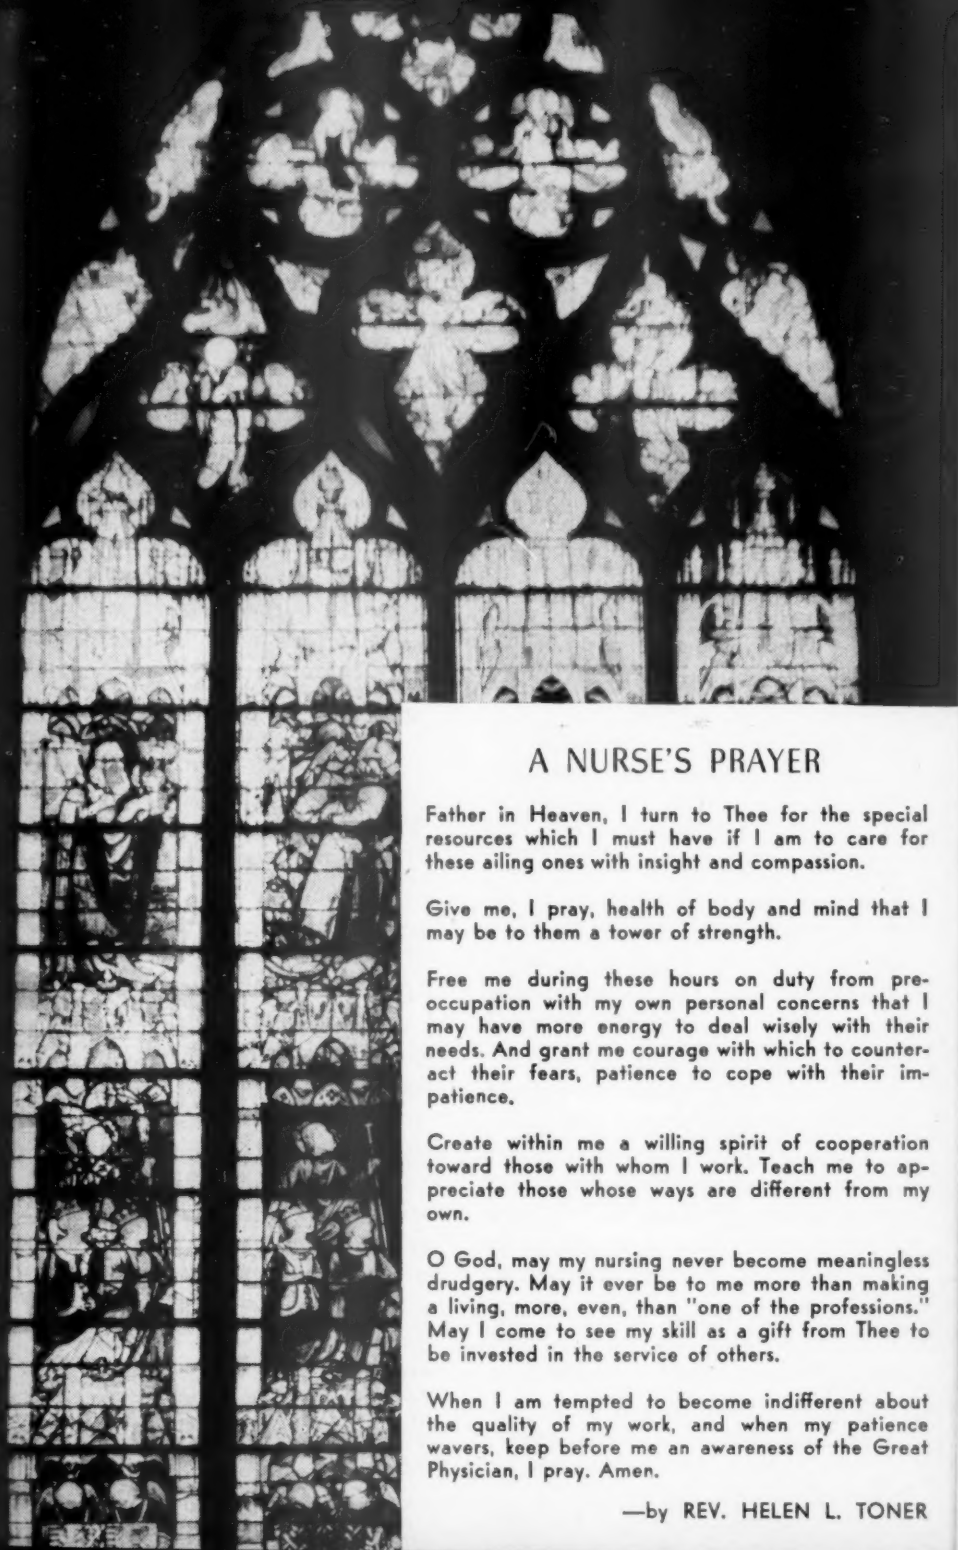 A NURSE'S PRAYER
Father in Heaven, I turn to Thee for the special
resources which I must have if I am to care for
these ailing ones with insight and compassion.
Give me, I pray, health of body and mind that I
may be to them a tower of strength.
Free me during these hours on duty from pre-
occupation with my own personal concerns that I
may have more energy to deal wisely with their
needs. And grant me courage with which to counter-
act their fears, patience to cope with their im-
patience.
Create within me a willing spirit of cooperation
toward those with whom I work. Teach me to ap-
preciate those whose ways are different from my
own.
O God, may my nursing never become meaningless
drudgery. May it ever be to me more than making
a living, more, even, than "one of the professions."
May I come to see my skill as a gift from Thee to
be invested in the service of others.
When I am tempted to become indifferent about
the quality of my work, and when my patience
wavers, keep before me an awareness of the Great
Physician, I pray. Amen.
—by REV. HELEN L. TONER